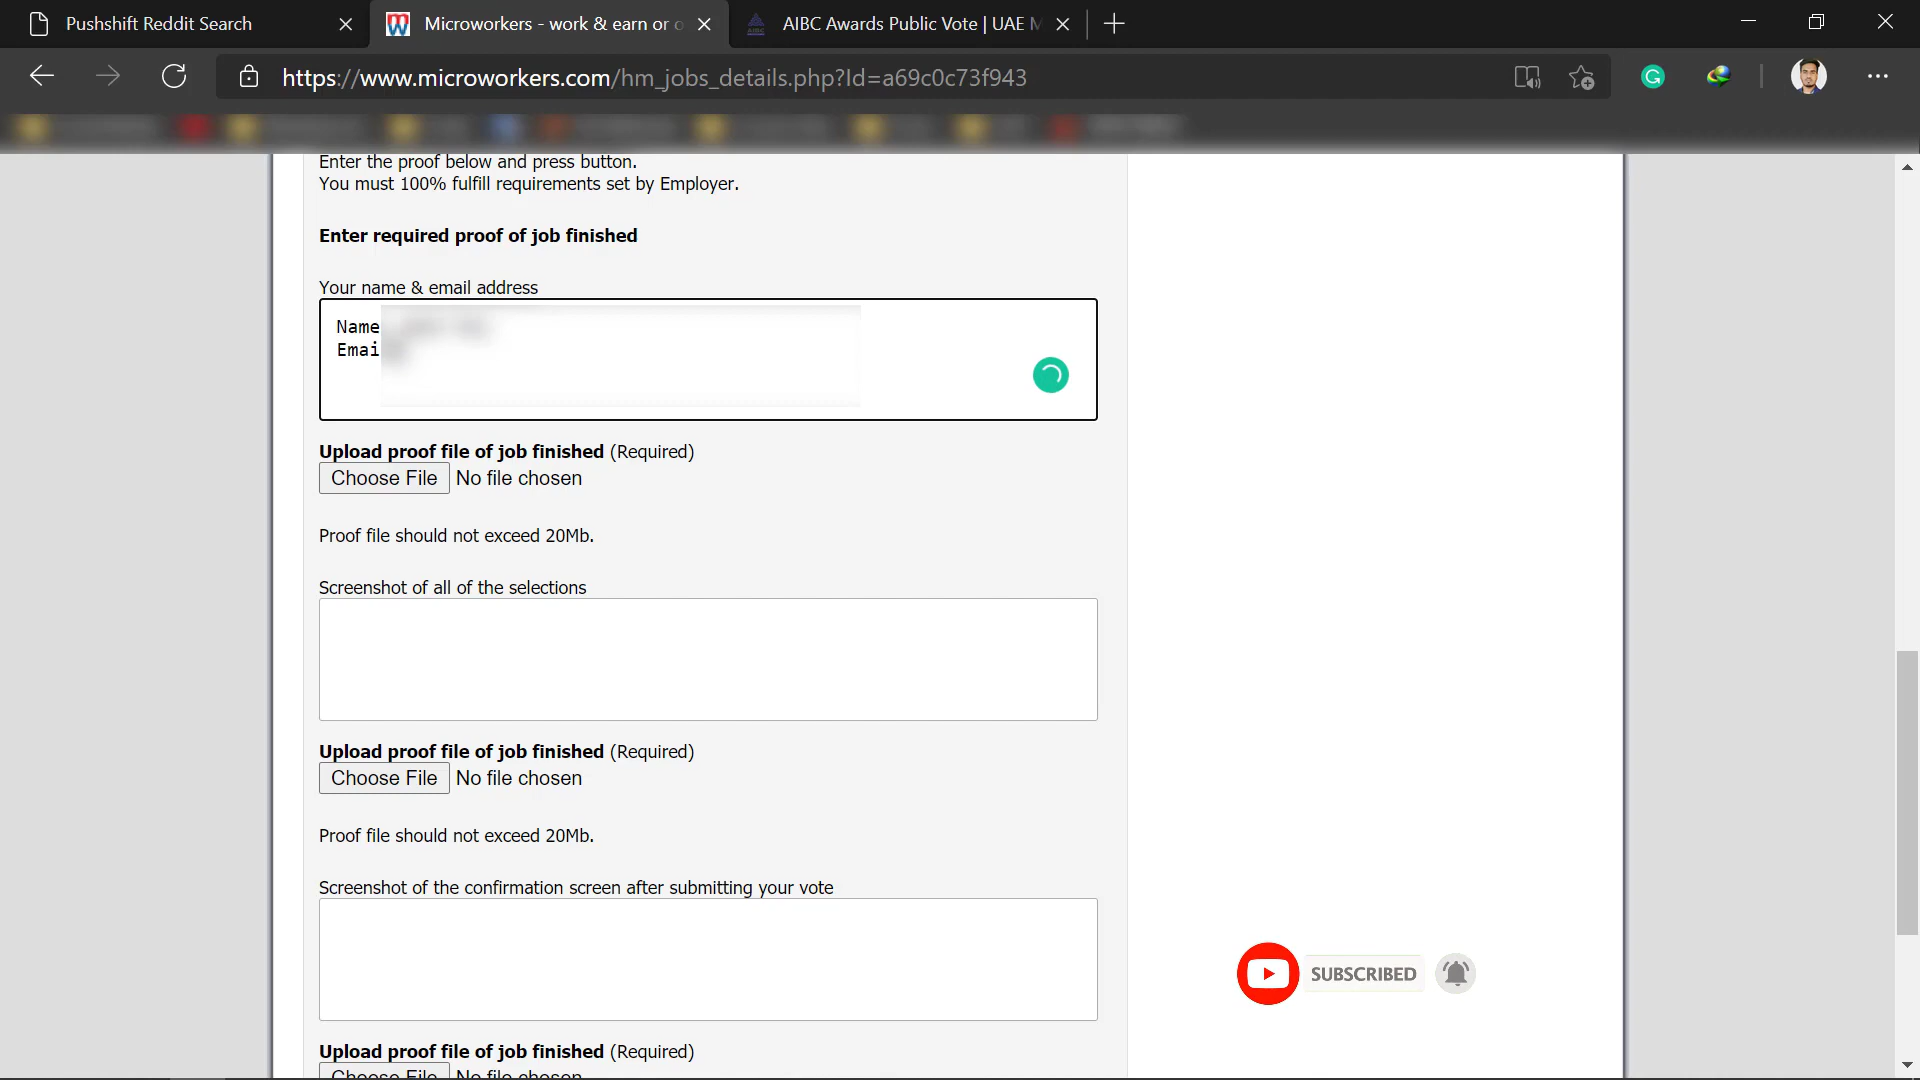 Pushshift Reddit Search
Microworkers - work & earn or o
AIBC Awards Public Vote | UAE M
https://www.microworkers.com/hm_jobs_details.php?Id=a69c0c73f943
Enter the proof below and press button.
You must 100% fulfill requirements set by Employer.
Enter required proof of job finished
Your name & email address
Name
Emai
Upload proof file of job finished (Required)
Choose File No file chosen
Proof file should not exceed 20Mb.
Screenshot of all of the selections
Upload proof file of job finished (Required)
Choose File No file chosen
Proof file should not exceed 20Mb.
Screenshot of the confirmation screen after submitting your vote
SUBSCRIBED
Upload proof file of job finished (Required)
Choose File No file chosen